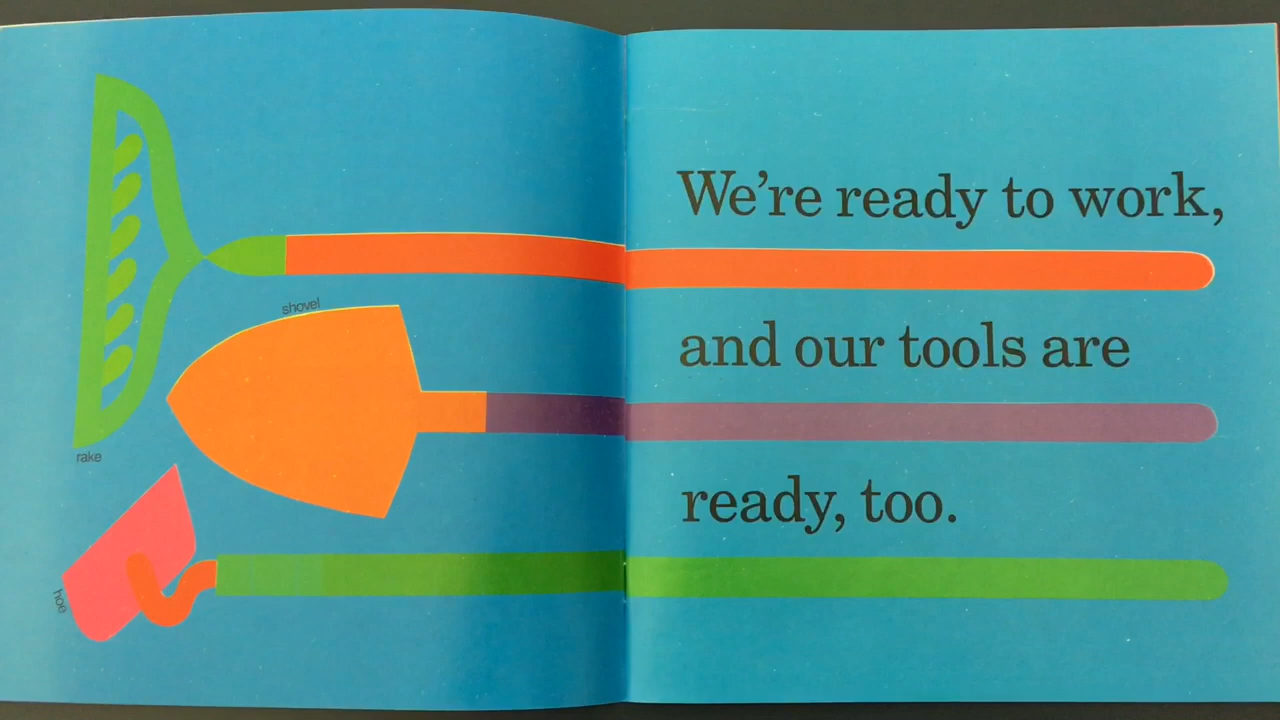 shovel
rake
hoe
We're ready to work,
and our tools are
ready, too.